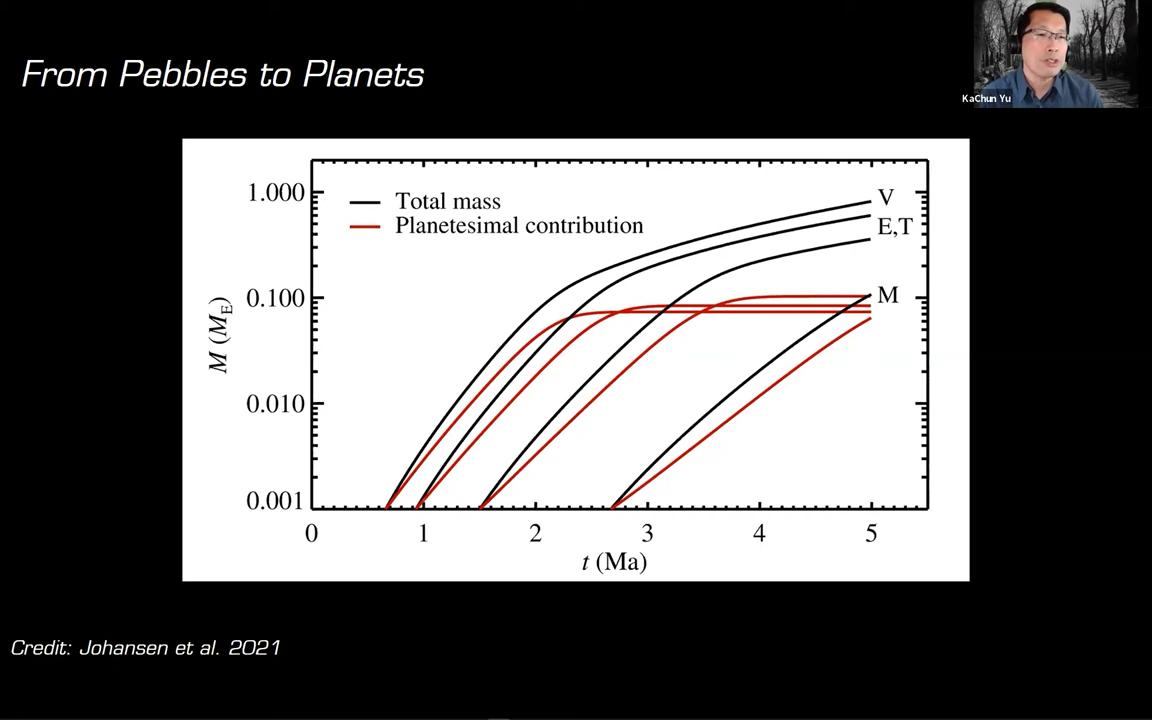 From Pebbles to Planets
KaChun Yu
1.000
0.100
0.010
0.001
M (M_E)
Total mass
Planetesimal contribution
V
E,T
M
0 1 2 3 4 5
t (Ma)
Credit: Johansen et al. 2021